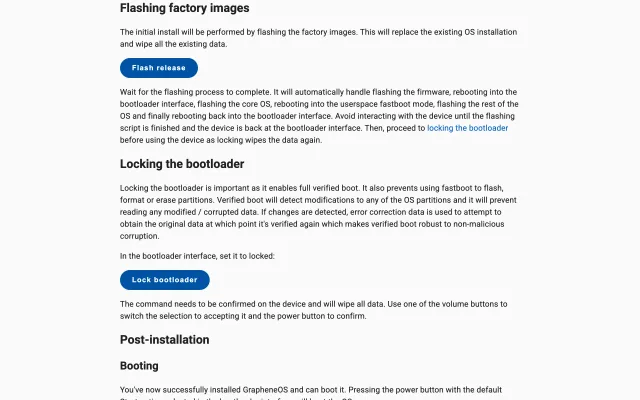 Flashing factory images
The initial install will be performed by flashing the factory images. This will replace the existing OS installation
and wipe all the existing data.
Flash release
Wait for the flashing process to complete. It will automatically handle flashing the firmware, rebooting into the
bootloader interface, flashing the core OS, rebooting into the userspace fastboot mode, flashing the rest of the
OS and finally rebooting back into the bootloader interface. Avoid interacting with the device until the flashing
script is finished and the device is back at the bootloader interface. Then, proceed to locking the bootloader
before using the device as locking wipes the data again.
Locking the bootloader
Locking the bootloader is important as it enables full verified boot. It also prevents using fastboot to flash,
format or erase partitions. Verified boot will detect modifications to any of the OS partitions and it will prevent
reading any modified / corrupted data. If changes are detected, error correction data is used to attempt to
obtain the original data at which point it's verified again which makes verified boot robust to non-malicious
corruption.
In the bootloader interface, set it to locked:
Lock bootloader
The command needs to be confirmed on the device and will wipe all data. Use one of the volume buttons to
switch the selection to accepting it and the power button to confirm.
Post-installation
Booting
You've now successfully installed GrapheneOS and can boot it. Pressing the power button with the default